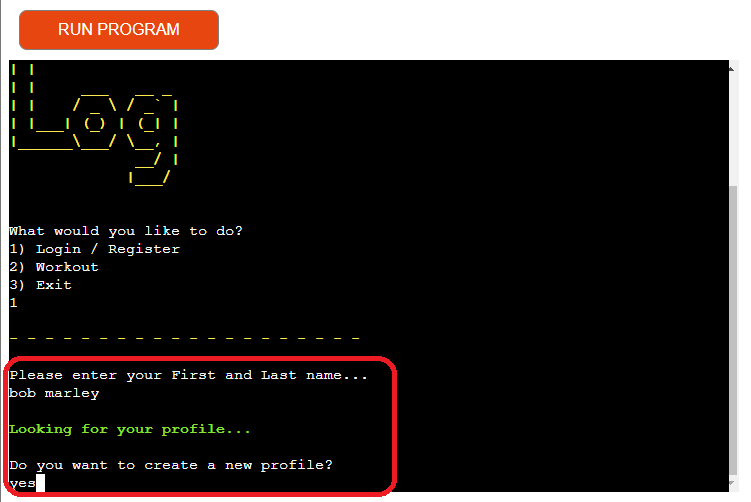 RUN PROGRAM
Log
What would you like to do?
1) Login / Register
2) Workout
3) Exit
1
- - - - - - - - - - - - - - - - - - - -
Please enter your First and Last name...
bob marley
Looking for your profile...
Do you want to create a new profile?
yes